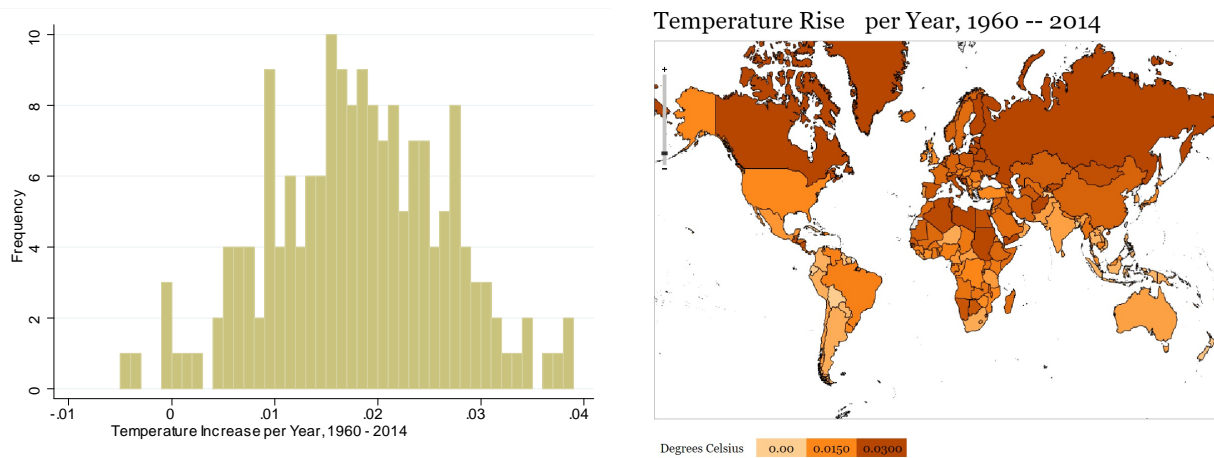 Frequency
10
8
6
4
2
0
-.01 0 .01 .02 .03 .04
Temperature Increase per Year, 1960 - 2014
Temperature Rise per Year, 1960 -- 2014
+
-
Degrees Celsius 0.00 0.0150 0.0300